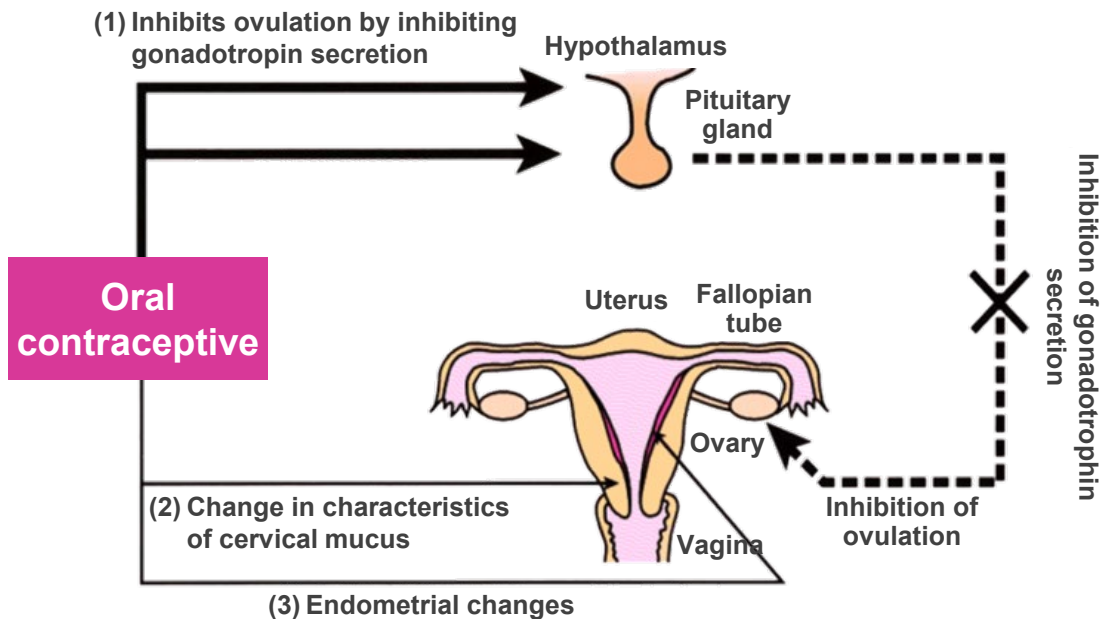 (1) Inhibits ovulation by inhibiting
gonadotropin secretion
Hypothalamus
Pituitary
gland
Inhibition of gonadotrophin
secretion
Oral
contraceptive
Uterus
Fallopian
tube
Ovary
(2) Change in characteristics
of cervical mucus
Vagina
Inhibition of
ovulation
(3) Endometrial changes